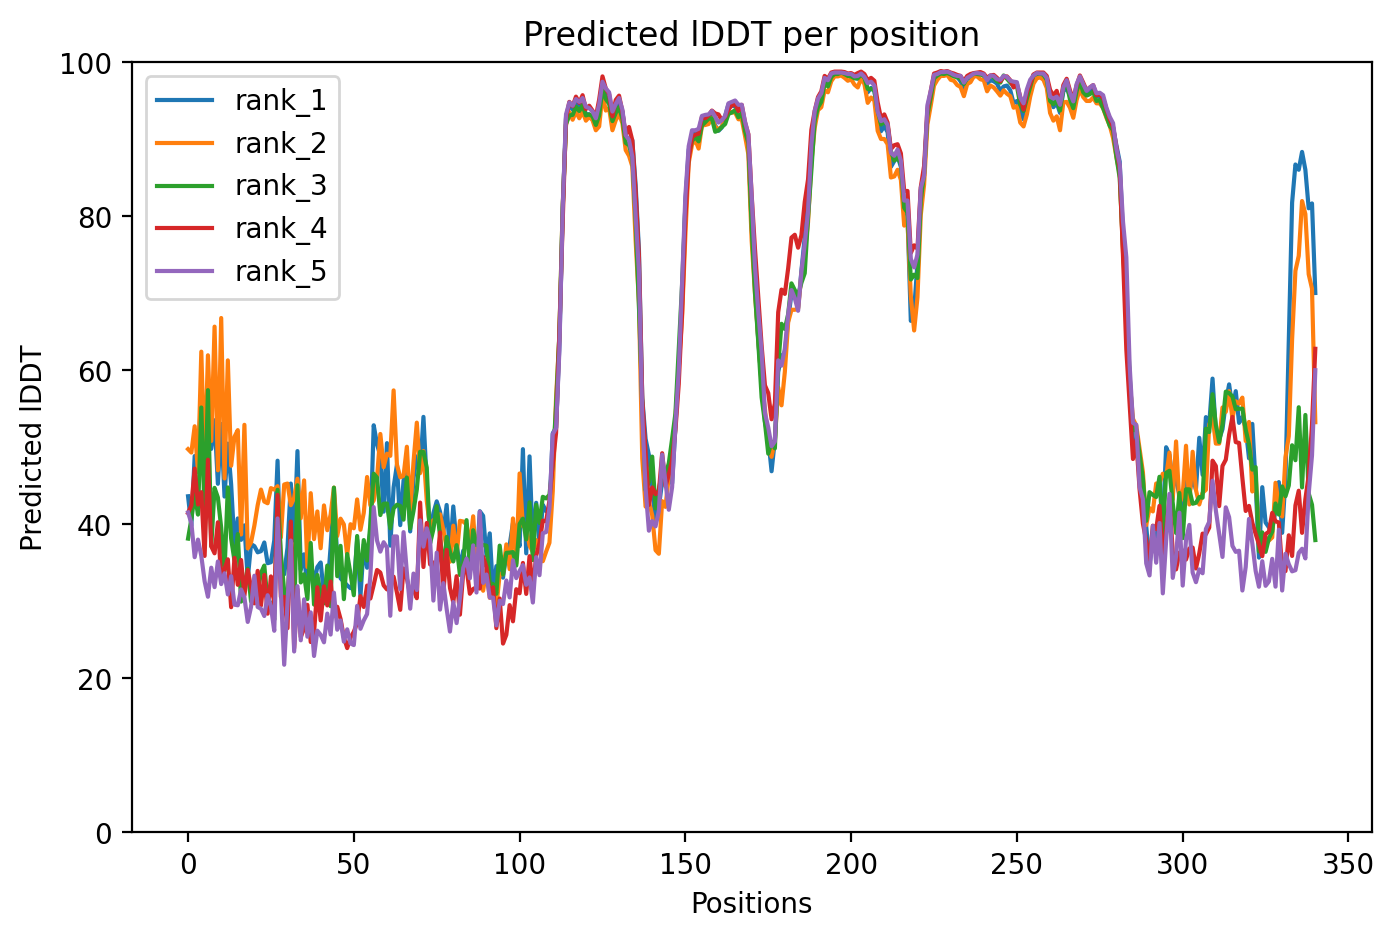 Predicted lDDT per position
100
80
60
40
20
0
Predicted lDDT
rank_1
rank_2
rank_3
rank_4
rank_5
0 50 100 150 200 250 300 350
Positions